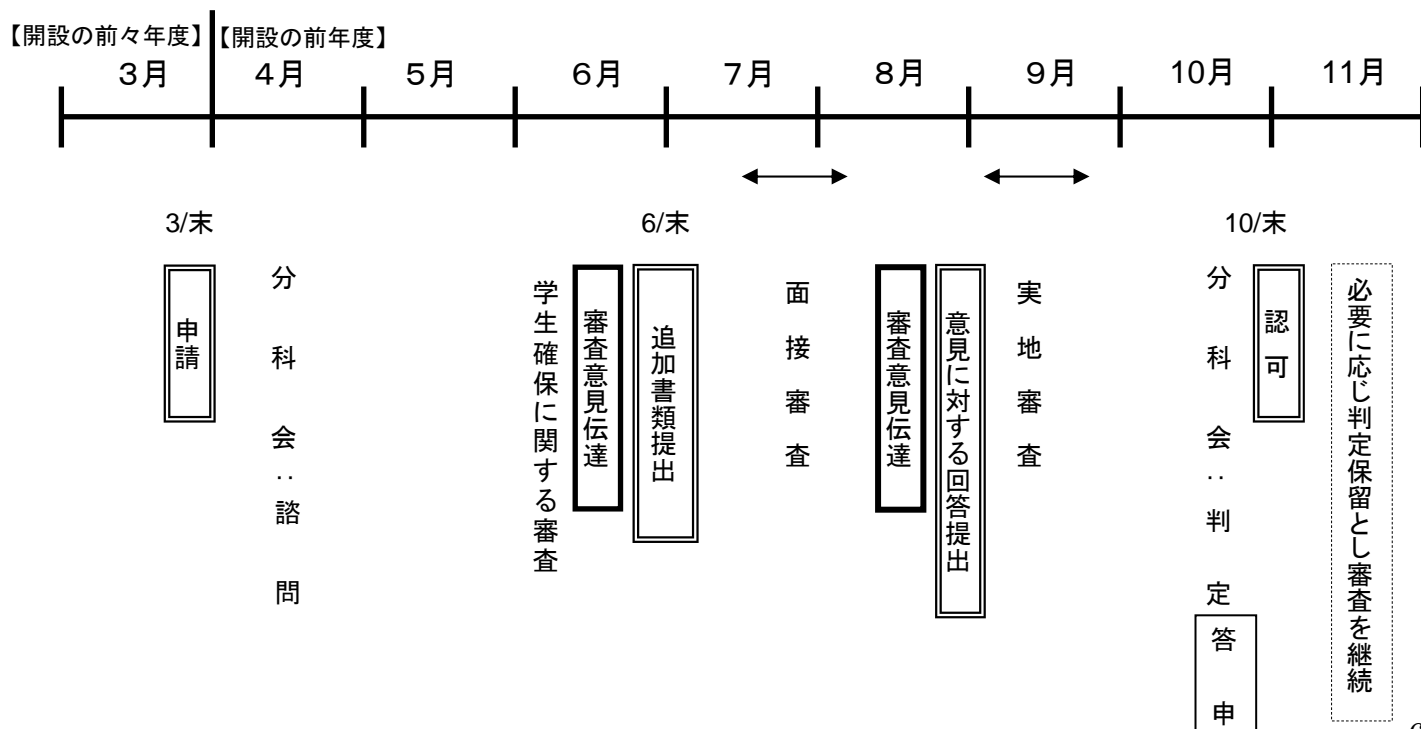 【開設の前々年度】
【開設の前年度】
3月
4月
5月
6月
7月
8月
9月
10月
11月
3/末
6/末
10/末
申請
分科会：諮問
学生確保に関する審査
審査意見伝達
追加書類提出
面接審査
審査意見伝達
意見に対する回答提出
実地審査
分科会：判定
答申
認可
必要に応じ判定保留とし審査を継続